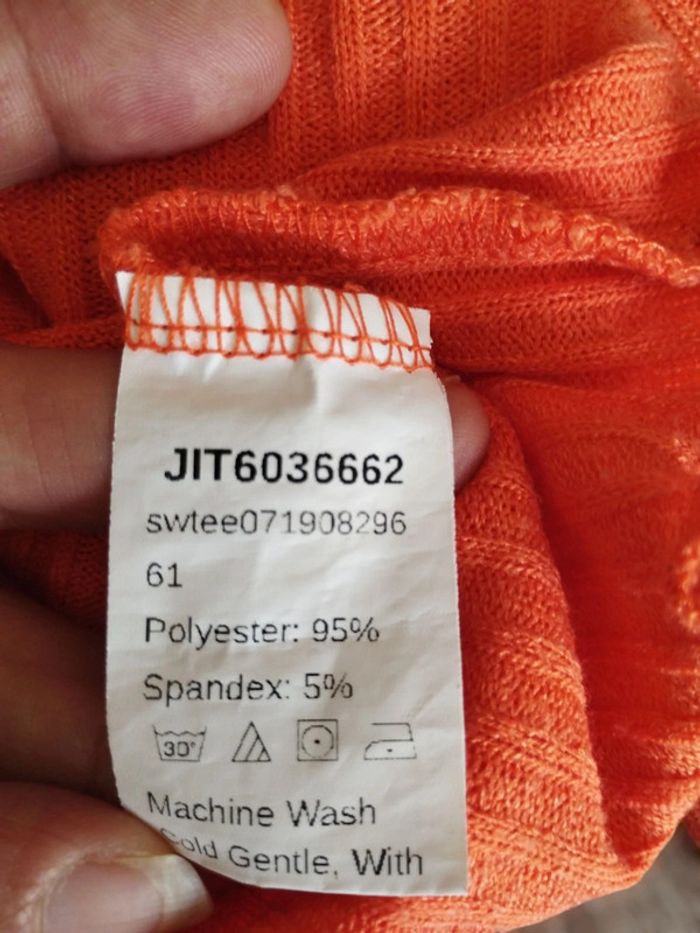 JIT6036662
swtee071908296
61
Polyester: 95%
Spandex: 5%
30°
Machine Wash
Cold Gentle, With